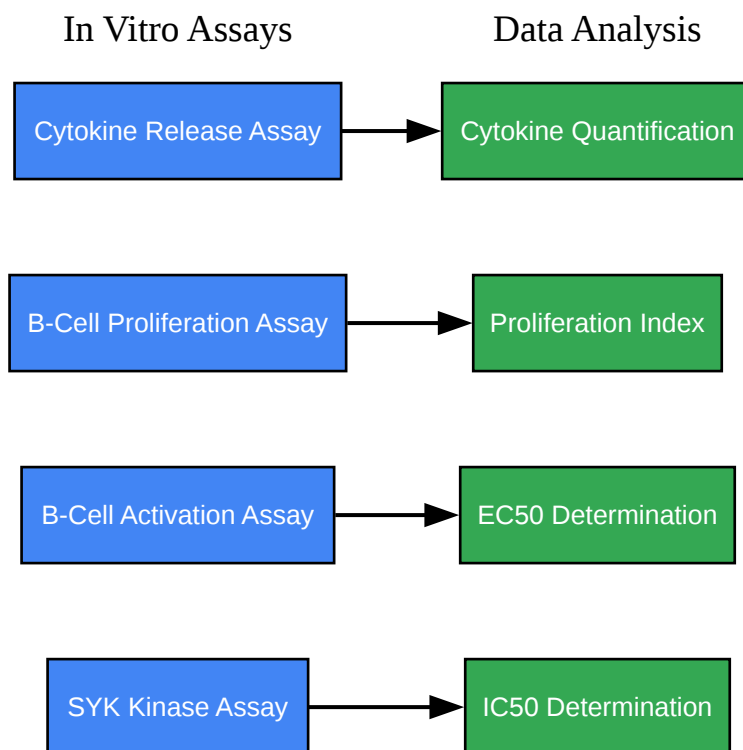 In Vitro Assays
Data Analysis
Cytokine Release Assay
Cytokine Quantification
B-Cell Proliferation Assay
Proliferation Index
B-Cell Activation Assay
EC50 Determination
SYK Kinase Assay
IC50 Determination